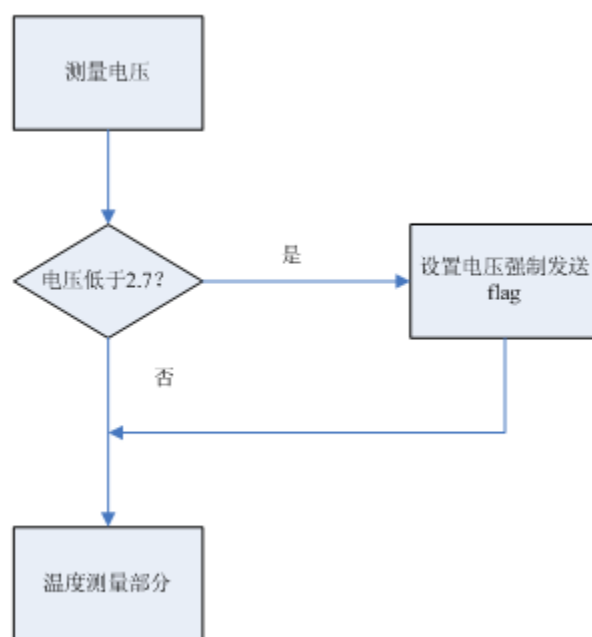 测量电压
电压低于2.7？
是
设置电压强制发送
flag
否
温度测量部分